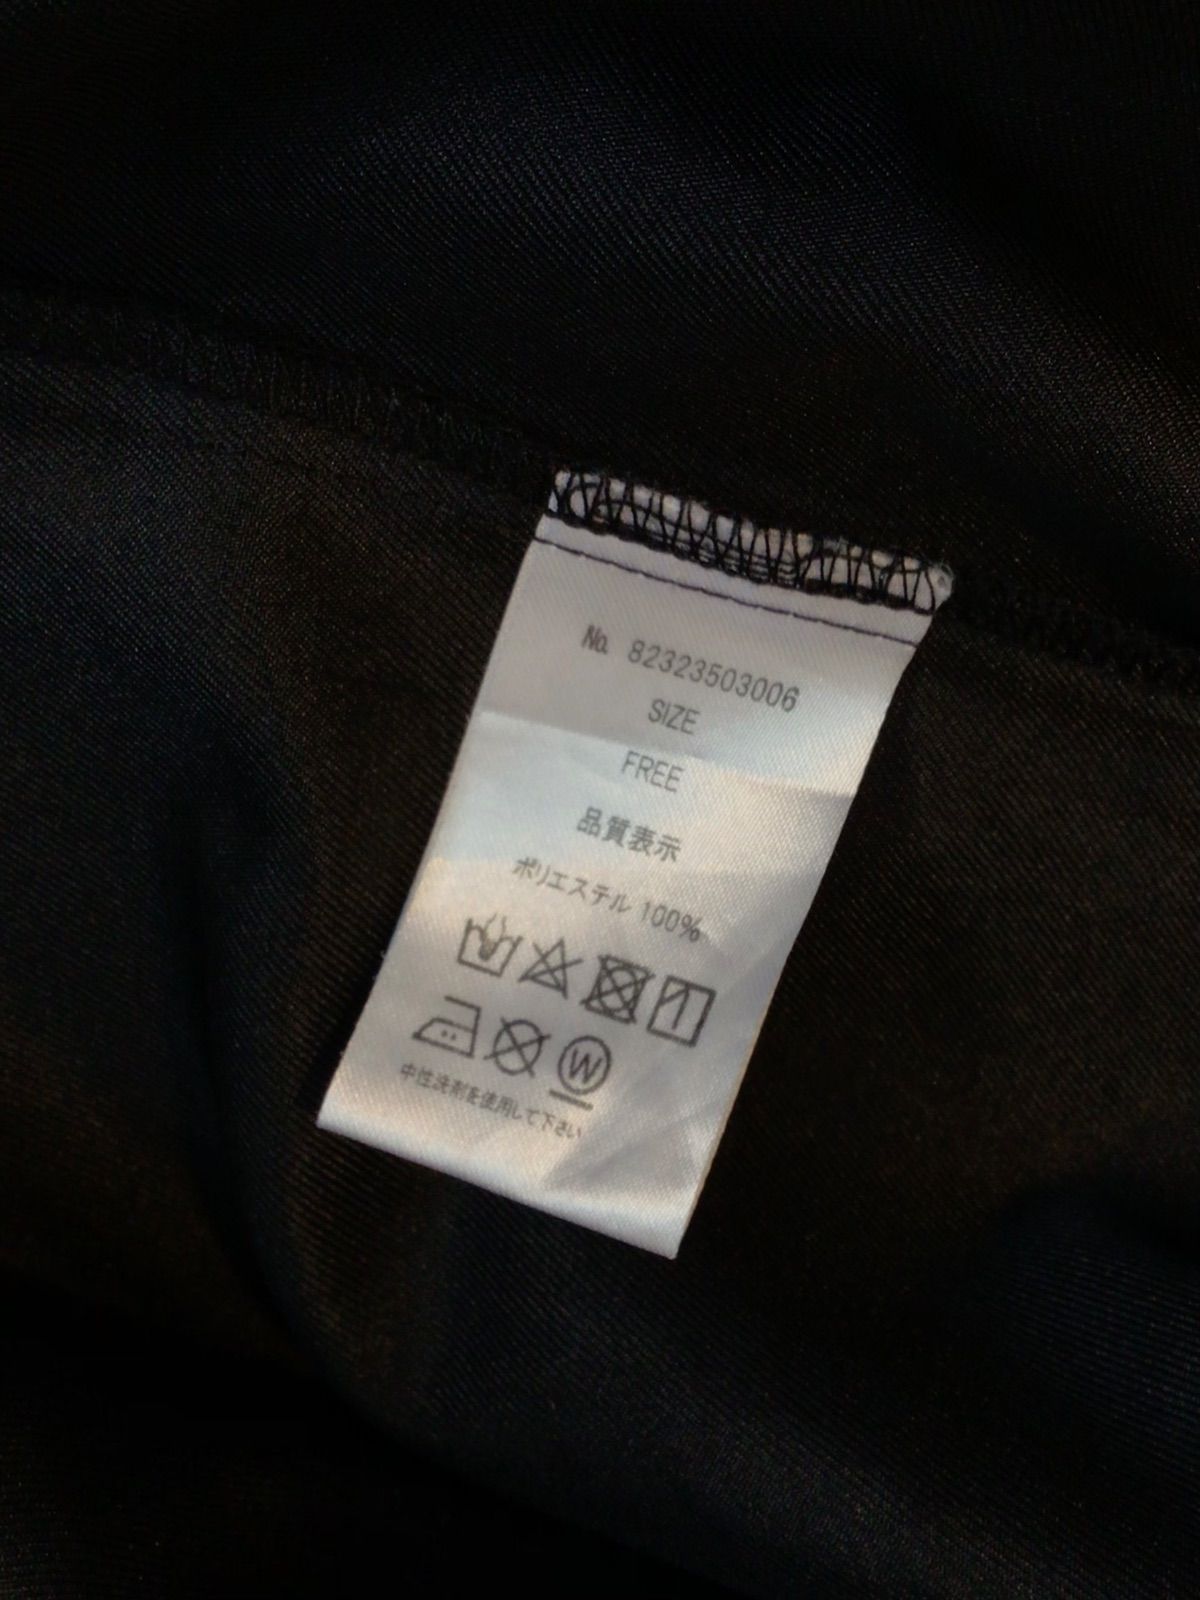 № 82323503006
SIZE
FREE
品質表示
ポリエステル 100%
W
中性洗剤を使用して下さい